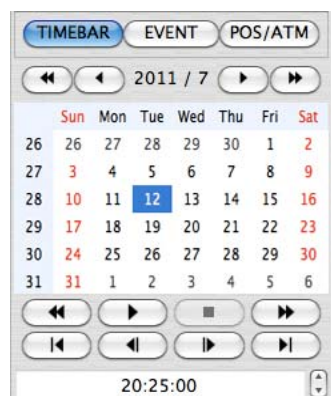 TIMEBAR EVENT POS/ATM
2011 / 7
Sun Mon Tue Wed Thu Fri Sat
26 26 27 28 29 30 1 2
27 3 4 5 6 7 8 9
28 10 11 12 13 14 15 16
29 17 18 19 20 21 22 23
30 24 25 26 27 28 29 30
31 31 1 2 3 4 5 6
20:25:00